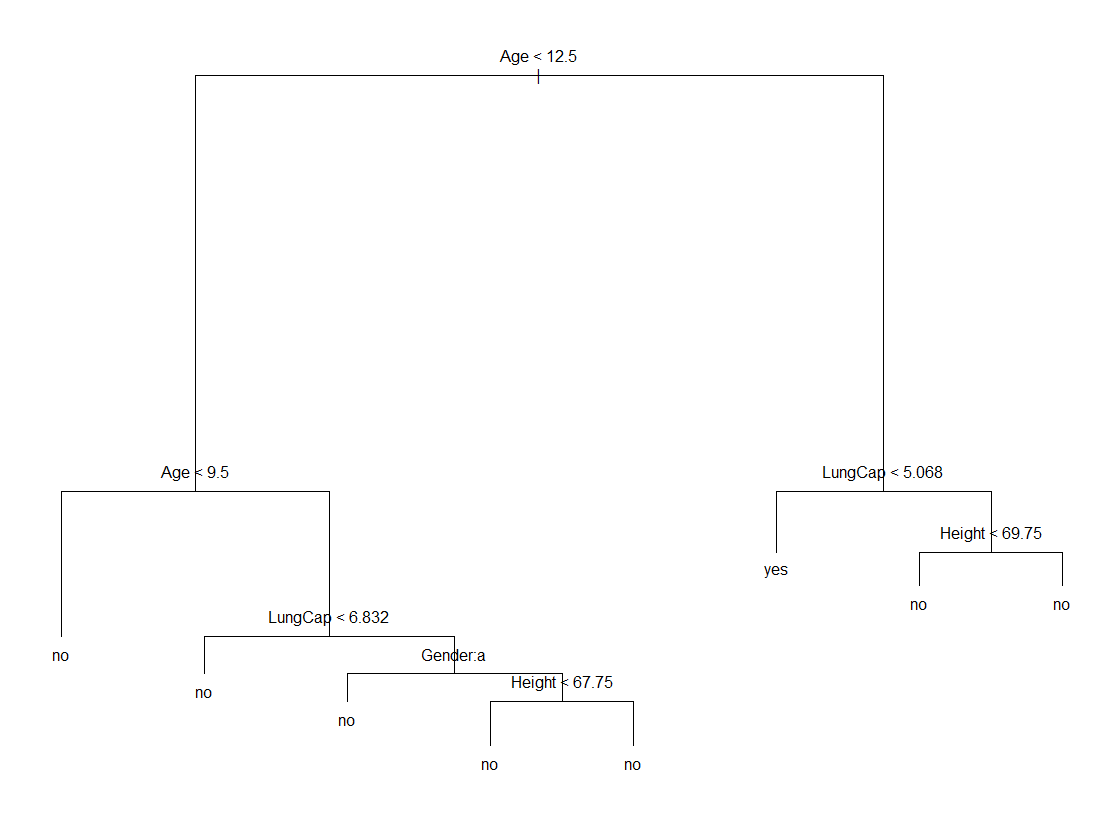 Age < 12.5
Age < 9.5
LungCap < 5.068
Height < 69.75
yes
no
no
LungCap < 6.832
no
Gender:a
no
Height < 67.75
no
no
no